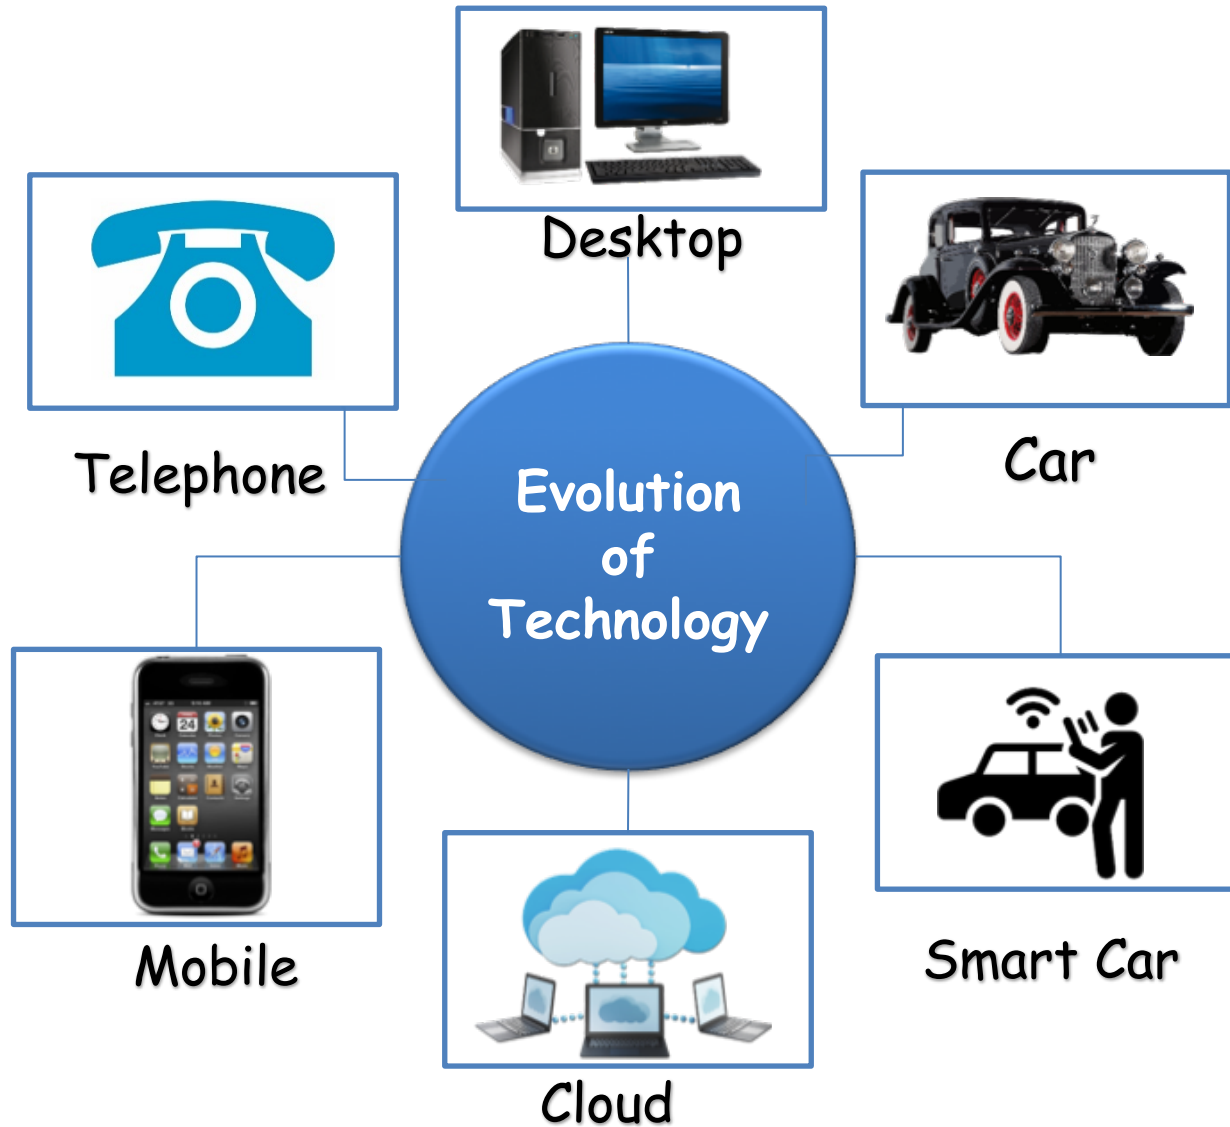 Desktop
Telephone
Car
Evolution
of
Technology
Mobile
Smart Car
Cloud